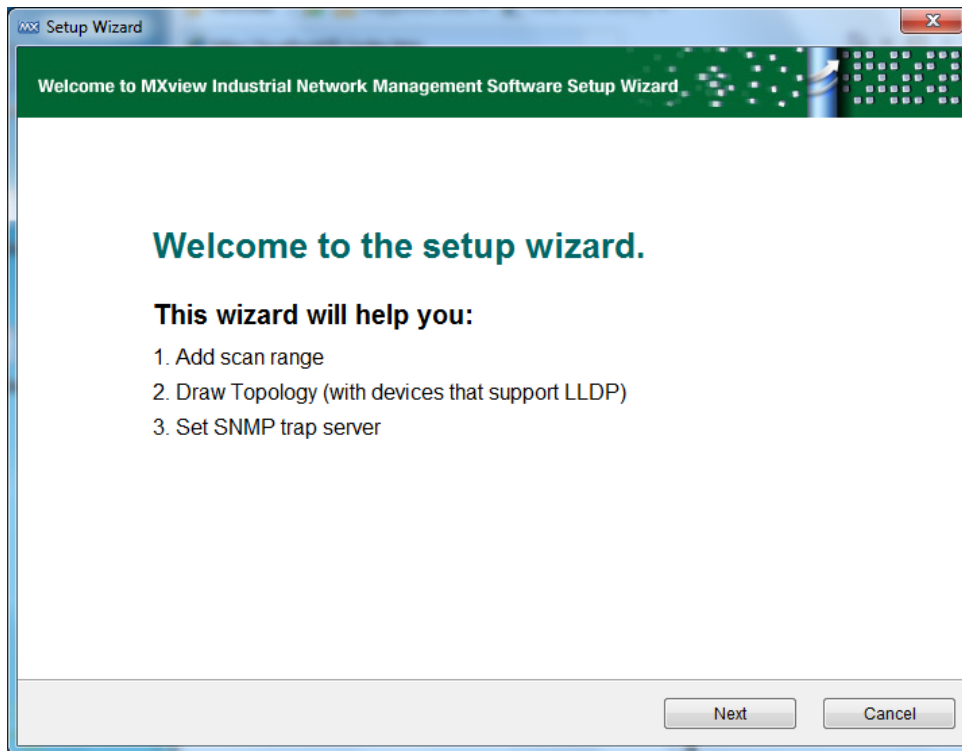 MX Setup Wizard
Welcome to MXview Industrial Network Management Software Setup Wizard
Welcome to the setup wizard.
This wizard will help you:
1. Add scan range
2. Draw Topology (with devices that support LLDP)
3. Set SNMP trap server
Next Cancel